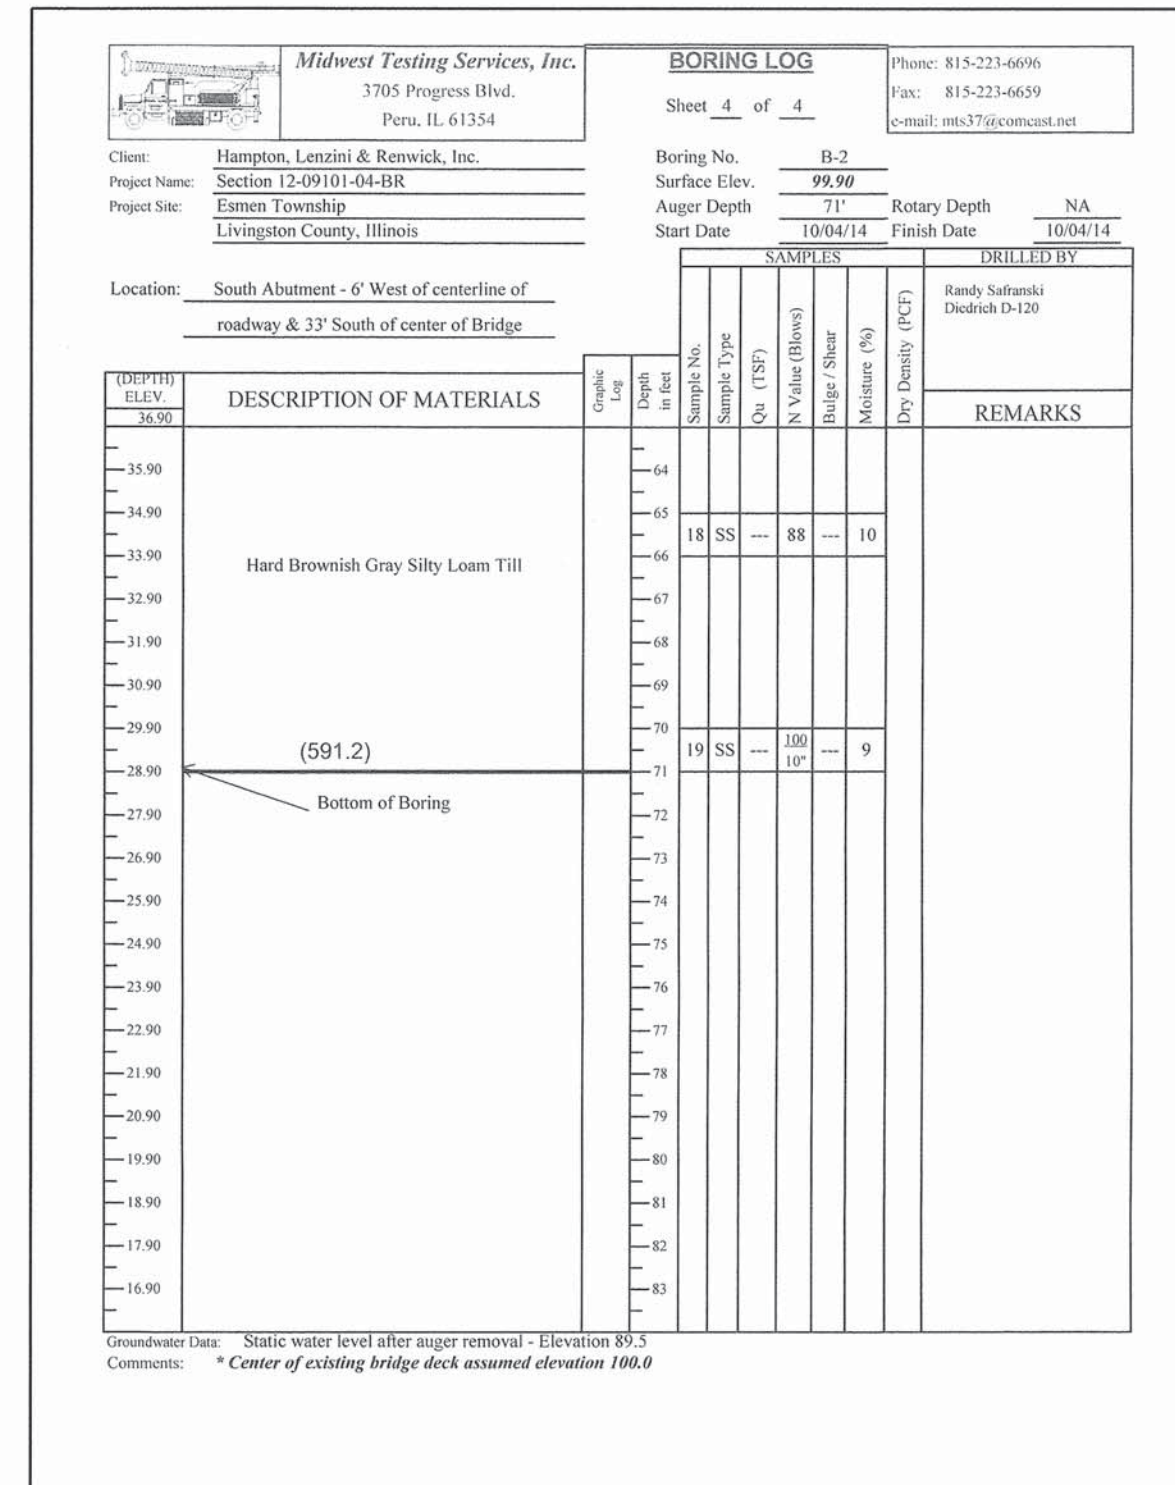 Midwest Testing Services, Inc.
3705 Progress Blvd.
Peru, IL 61354
BORING LOG
Sheet 4 of 4
Phone: 815-223-6696
Fax: 815-223-6659
e-mail: mts37@comcast.net
Client: Hampton, Lenzini & Renwick, Inc.
Project Name: Section 12-09101-04-BR
Project Site: Esmen Township
Livingston County, Illinois
Boring No. B-2
Surface Elev. 99.90
Auger Depth 71' Rotary Depth NA
Start Date 10/04/14 Finish Date 10/04/14
SAMPLES DRILLED BY
Location: South Abutment - 6' West of centerline of
roadway & 33' South of center of Bridge
Randy Safranski
Diedrich D-120
(DEPTH)
ELEV.
36.90
DESCRIPTION OF MATERIALS
Graphic
Log
Depth
in feet
Sample No.
Sample Type
Qu (TSF)
N Value (Blows)
Bulge / Shear
Moisture (%)
Dry Density (PCF)
REMARKS
35.90 64
34.90 65
18 SS --- 88 --- 10
33.90 66
Hard Brownish Gray Silty Loam Till
32.90 67
31.90 68
30.90 69
29.90 70
(591.2) 19 SS --- 100 --- 9
10"
28.90 71
Bottom of Boring
27.90 72
26.90 73
25.90 74
24.90 75
23.90 76
22.90 77
21.90 78
20.90 79
19.90 80
18.90 81
17.90 82
16.90 83
Groundwater Data: Static water level after auger removal - Elevation 89.5
Comments: * Center of existing bridge deck assumed elevation 100.0